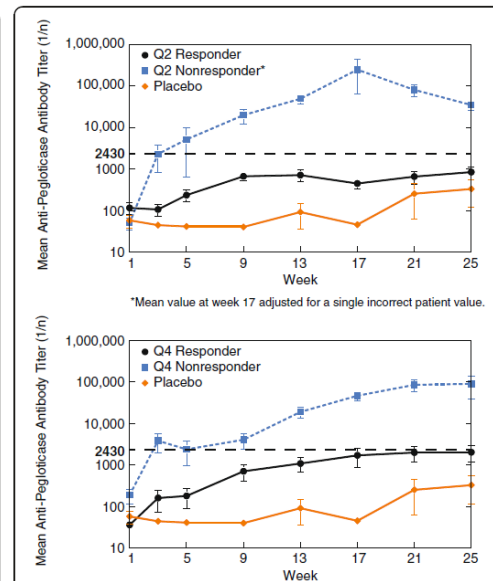 Mean Anti-Pegloticase Antibody Titer (1/n)
1,000,000
100,000
10,000
2430
1000
100
10
Q2 Responder
Q2 Nonresponder*
Placebo
1 5 9 13 17 21 25
Week
*Mean value at week 17 adjusted for a single incorrect patient value.
Mean Anti-Pegloticase Antibody Titer (1/n)
1,000,000
100,000
10,000
2430
1000
100
10
Q4 Responder
Q4 Nonresponder
Placebo
1 5 9 13 17 21 25
Week